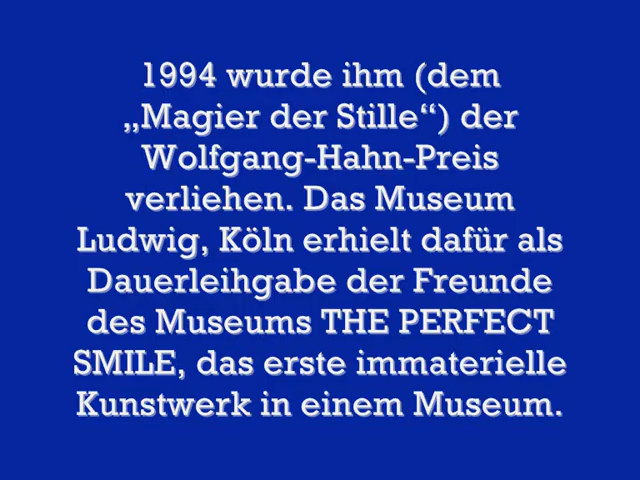 1994 wurde ihm (dem
„Magier der Stille“) der
Wolfgang-Hahn-Preis
verliehen. Das Museum
Ludwig, Köln erhielt dafür als
Dauerleihgabe der Freunde
des Museums THE PERFECT
SMILE, das erste immaterielle
Kunstwerk in einem Museum.